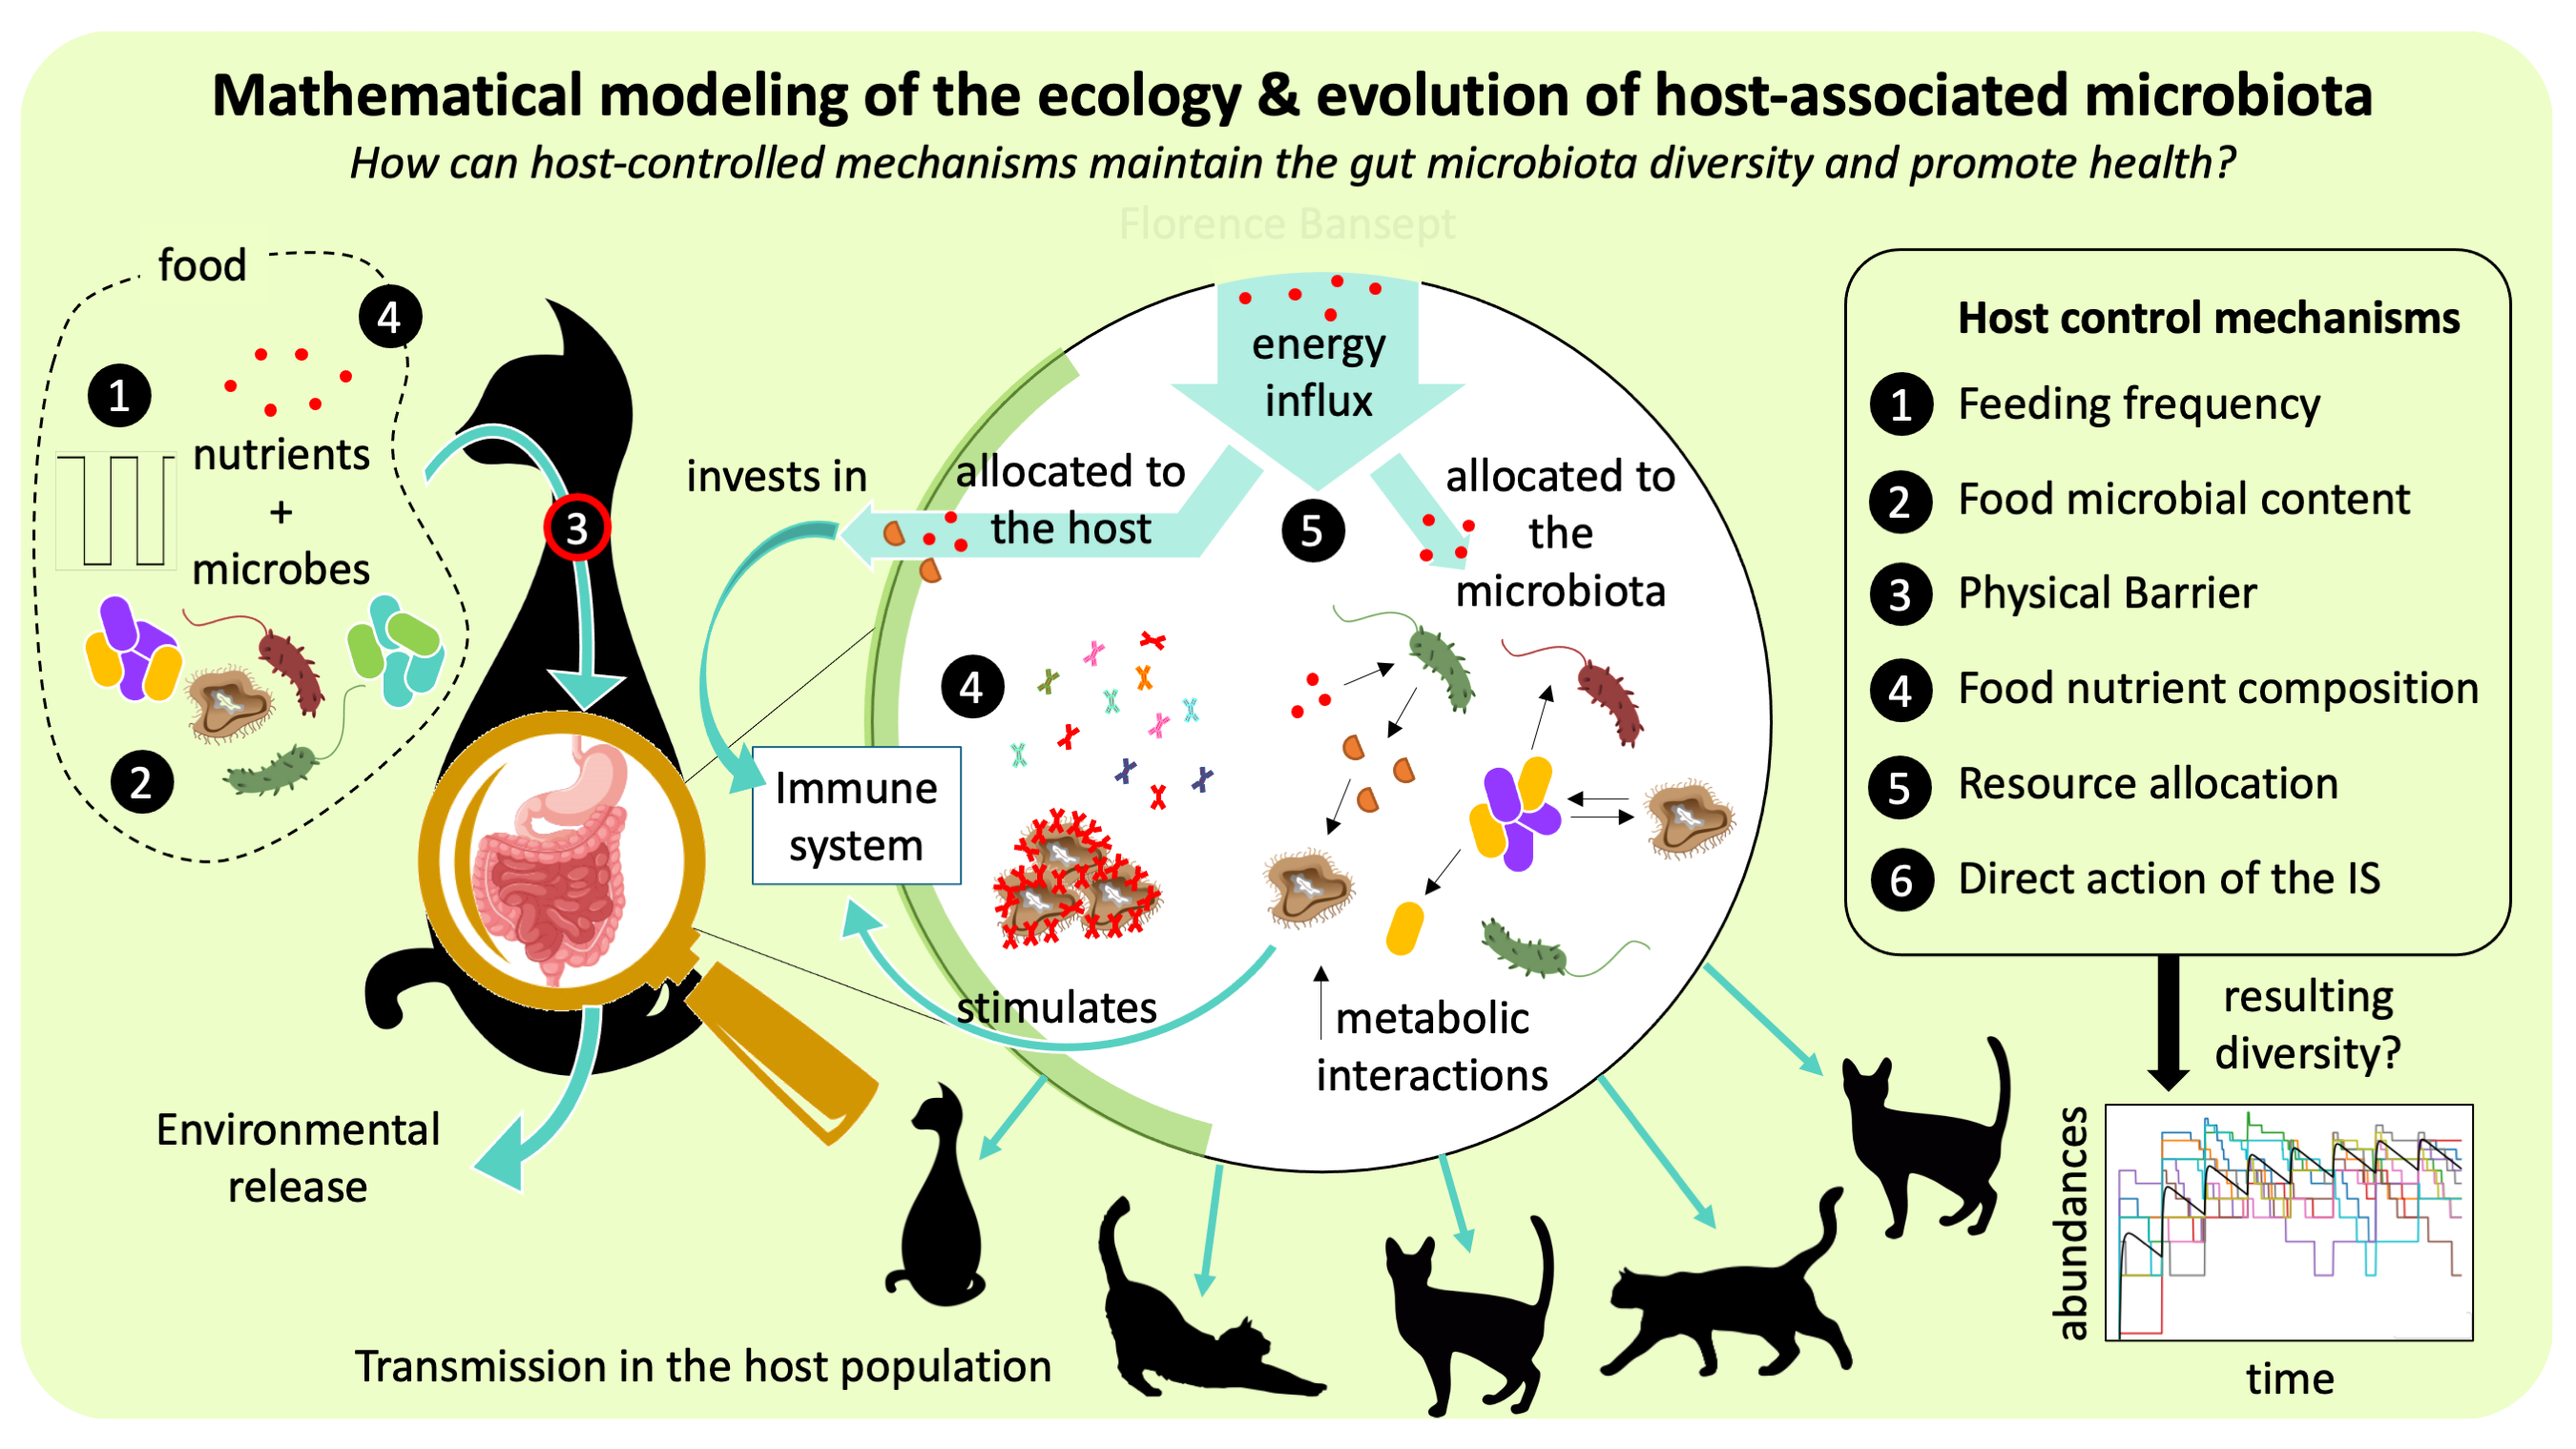 Mathematical modeling of the ecology & evolution of host-associated microbiota
How can host-controlled mechanisms maintain the gut microbiota diversity and promote health?
Florence Bansept
food
4
1
nutrients
+
microbes
2
3
invests in
energy
influx
allocated to
the host
5
allocated to
the
microbiota
4
Immune
system
stimulates
metabolic
interactions
Environmental
release
Transmission in the host population
Host control mechanisms
1 Feeding frequency
2 Food microbial content
3 Physical Barrier
4 Food nutrient composition
5 Resource allocation
6 Direct action of the IS
resulting
diversity?
abundances
time